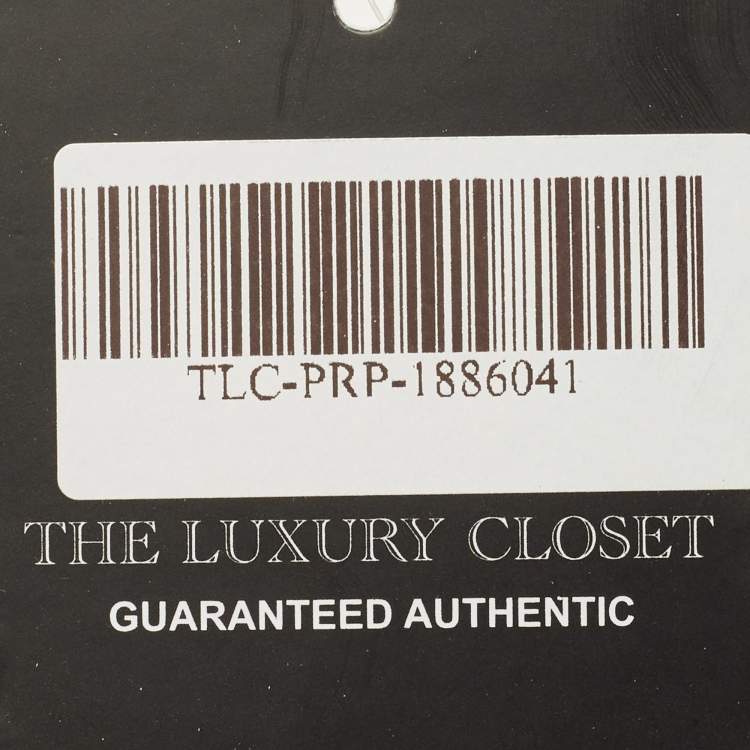 TLC-PRP-1886041
THE LUXURY CLOSET
GUARANTEED AUTHENTIC